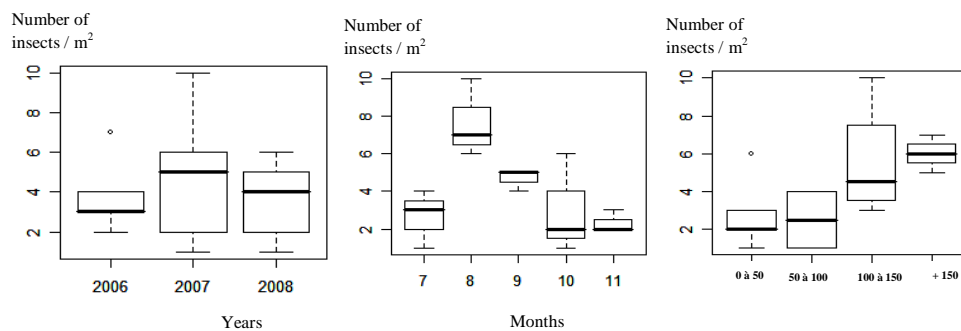 Number of
insects / m²
10
8
6
4
2
2006 2007 2008
Years
Number of
insects / m²
10
8
6
4
2
7 8 9 10 11
Months
Number of
insects / m²
10
8
6
4
2
0 à 50 50 à 100 100 à 150 + 150